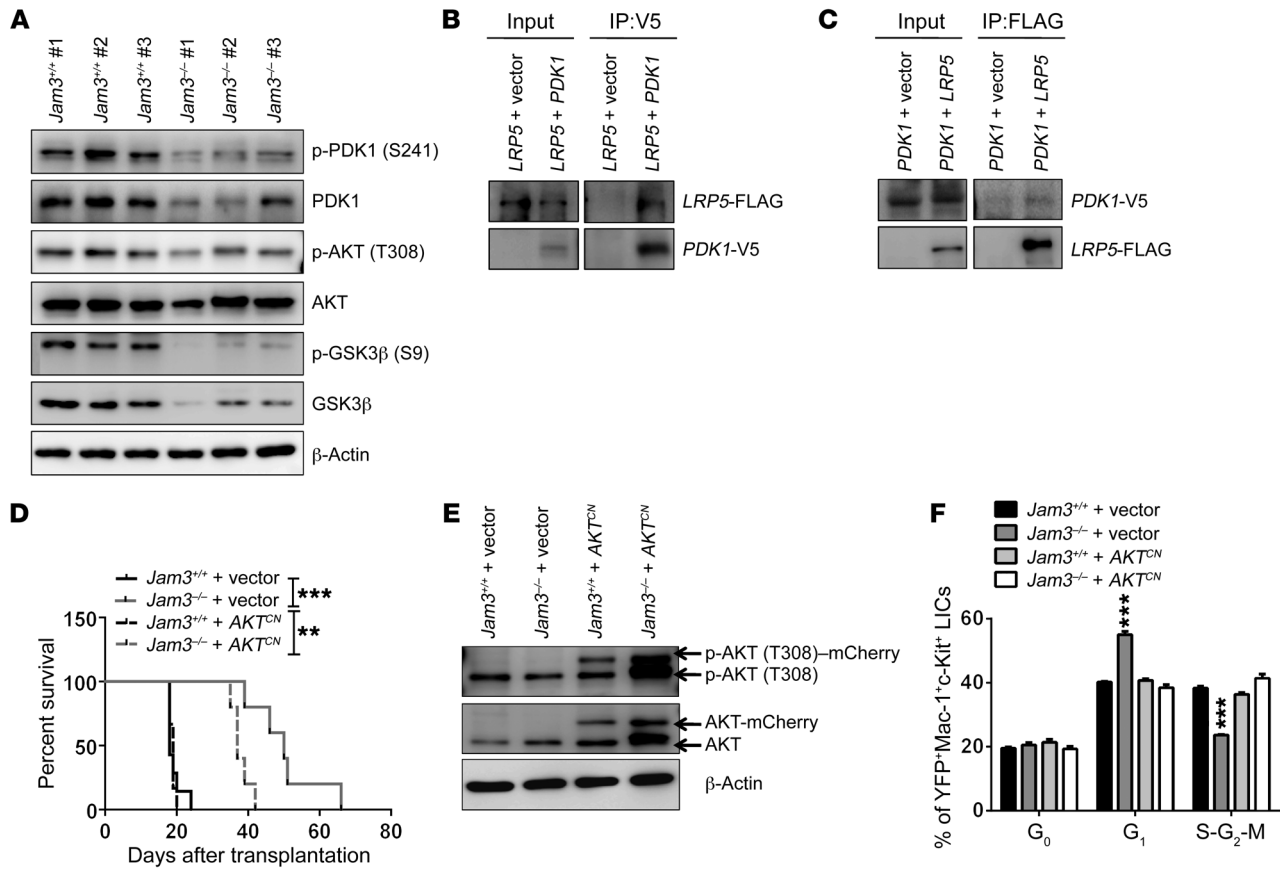 A
Jam3+/+ #1
Jam3+/+ #2
Jam3+/+ #3
Jam3–/– #1
Jam3–/– #2
Jam3–/– #3
p-PDK1 (S241)
PDK1
p-AKT (T308)
AKT
p-GSK3β (S9)
GSK3β
β-Actin
B
Input
IP:V5
LRP5 + vector
LRP5 + PDK1
LRP5 + vector
LRP5 + PDK1
LRP5-FLAG
PDK1-V5
C
Input
IP:FLAG
PDK1 + vector
PDK1 + LRP5
PDK1 + vector
PDK1 + LRP5
PDK1-V5
LRP5-FLAG
D
Jam3+/+ + vector
Jam3–/– + vector
Jam3+/+ + AKTCN
Jam3–/– + AKTCN
***
**
Percent survival
150
100
50
0
0 20 40 60 80
Days after transplantation
E
Jam3+/+ + vector
Jam3–/– + vector
Jam3+/+ + AKTCN
Jam3–/– + AKTCN
p-AKT (T308)–mCherry
p-AKT (T308)
AKT-mCherry
AKT
β-Actin
F
Jam3+/+ + vector
Jam3–/– + vector
Jam3+/+ + AKTCN
Jam3–/– + AKTCN
% of YFP+Mac-1+c-Kit+ LICs
60
40
20
0
***
***
G0 G1 S-G2-M